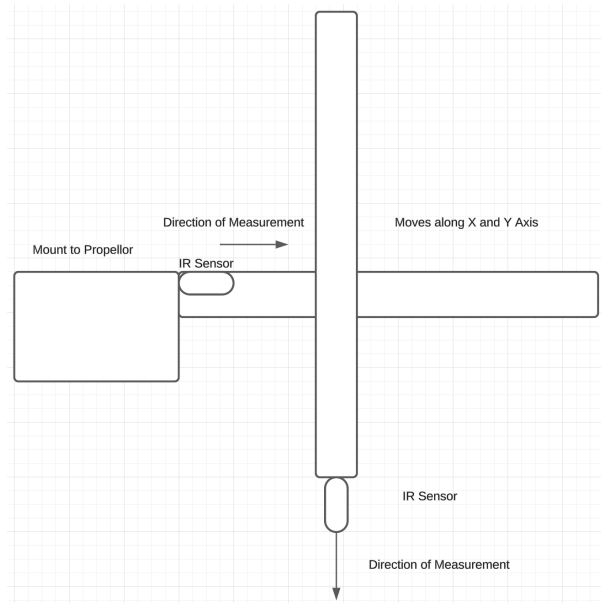 Direction of Measurement
Moves along X and Y Axis
Mount to Propellor
IR Sensor
IR Sensor
Direction of Measurement